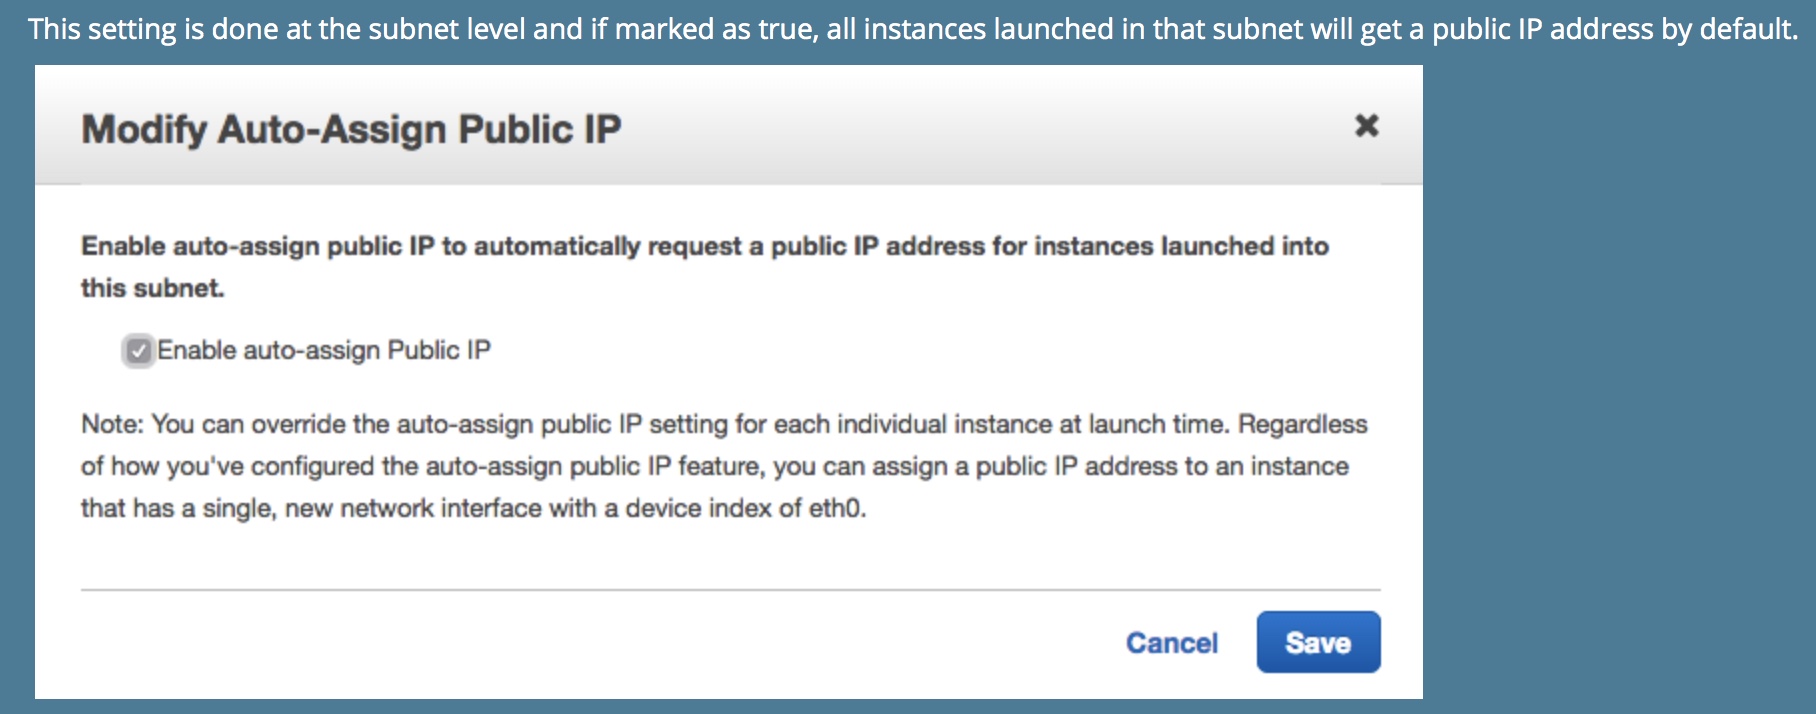 This setting is done at the subnet level and if marked as true, all instances launched in that subnet will get a public IP address by default.
Modify Auto-Assign Public IP
Enable auto-assign public IP to automatically request a public IP address for instances launched into
this subnet.
Enable auto-assign Public IP
Note: You can override the auto-assign public IP setting for each individual instance at launch time. Regardless
of how you've configured the auto-assign public IP feature, you can assign a public IP address to an instance
that has a single, new network interface with a device index of eth0.
Cancel Save